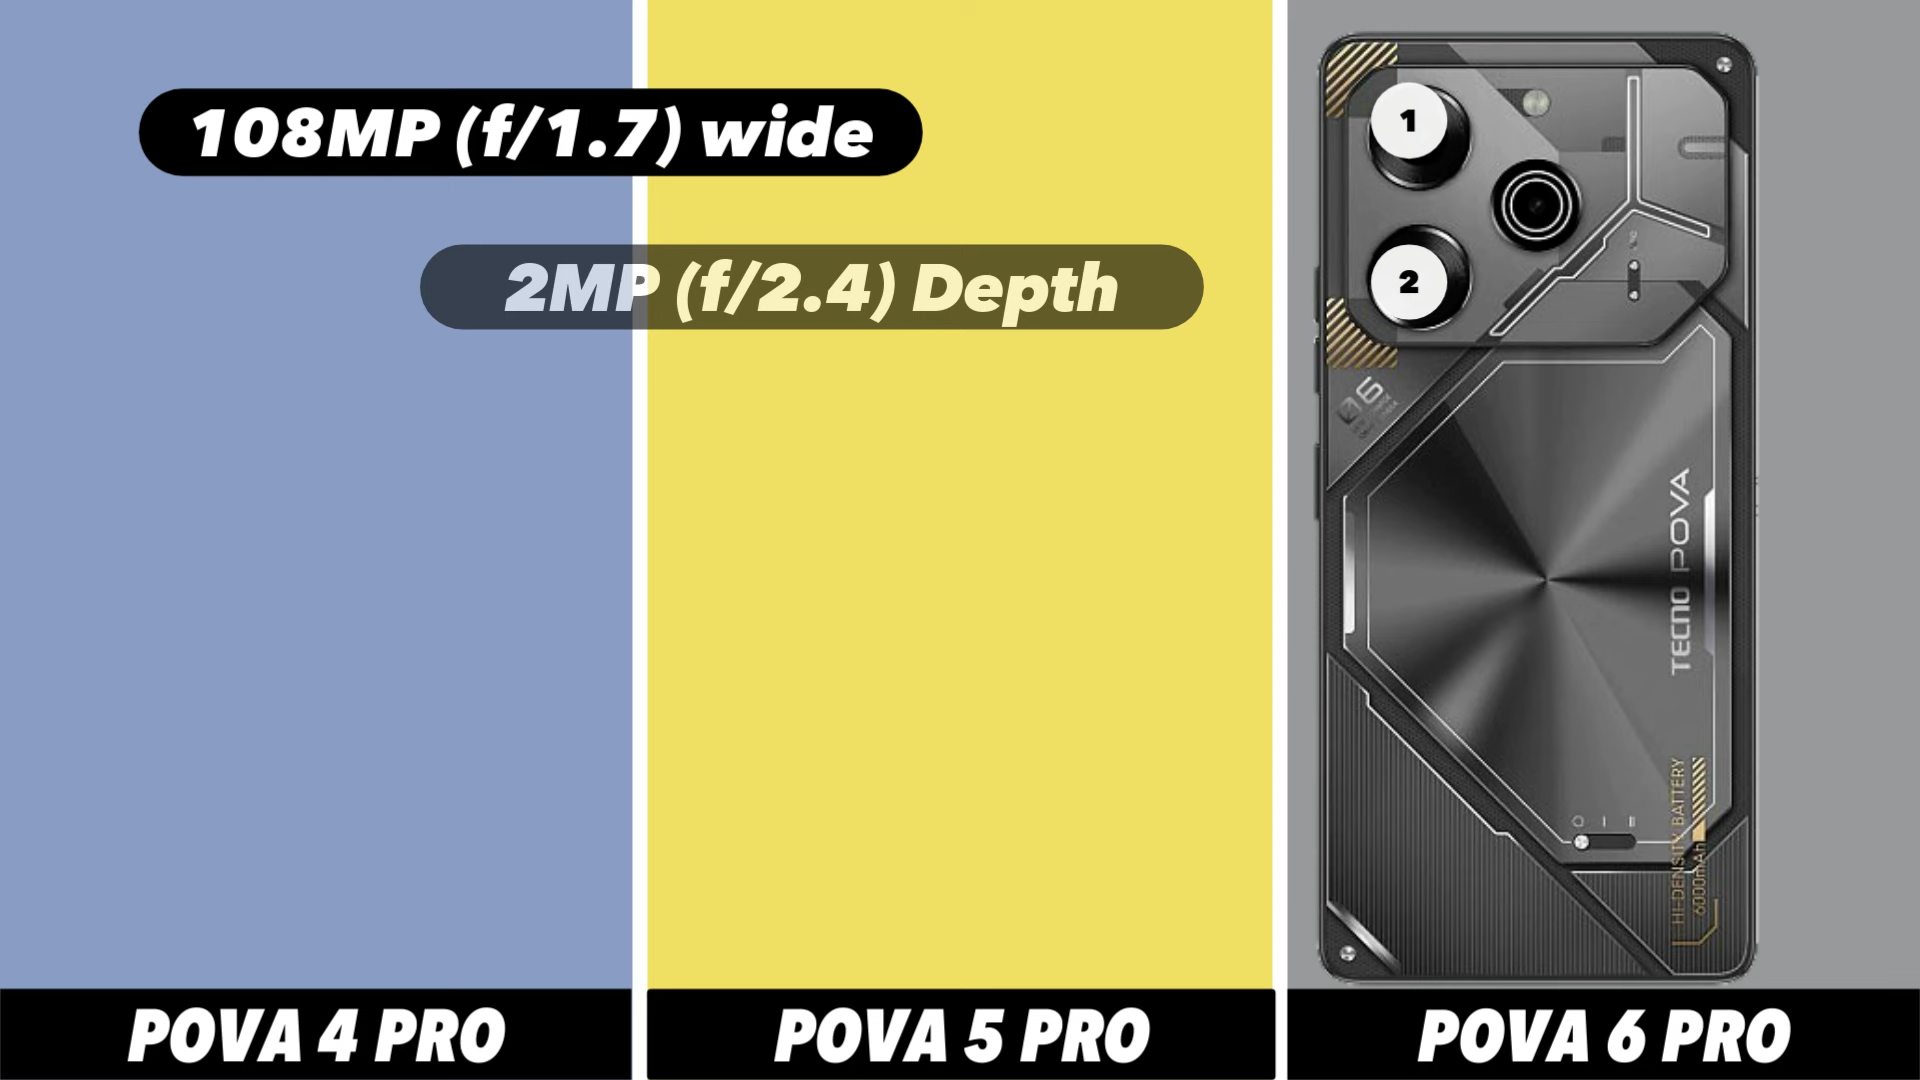 108MP (f/1.7) wide
2MP (f/2.4) Depth
1
2
06
TECNO POVA
HI-DENSITY BATTERY
6000mAh
POVA 4 PRO
POVA 5 PRO
POVA 6 PRO